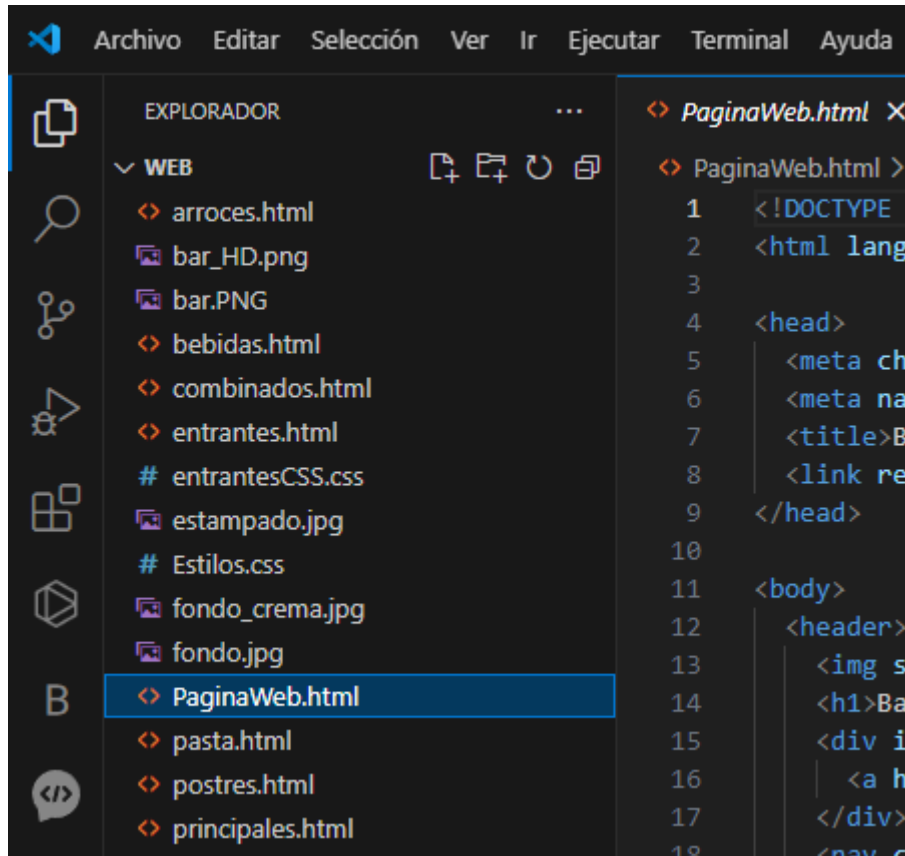 Archivo Editar Selección Ver Ir Ejecutar Terminal Ayuda
EXPLORADOR ···
WEB
arroces.html
bar_HD.png
bar.PNG
bebidas.html
combinados.html
entrantes.html
# entrantesCSS.css
estampado.jpg
# Estilos.css
fondo_crema.jpg
fondo.jpg
PaginaWeb.html
pasta.html
postres.html
principales.html
B
PaginaWeb.html
PaginaWeb.html >
1 <!DOCTYPE
2 <html lang
3
4 <head>
5 <meta ch
6 <meta na
7 <title>B
8 <link re
9 </head>
10
11 <body>
12 <header>
13 <img s
14 <h1>Ba
15 <div i
16 <a h
17 </div>
18 <nav c